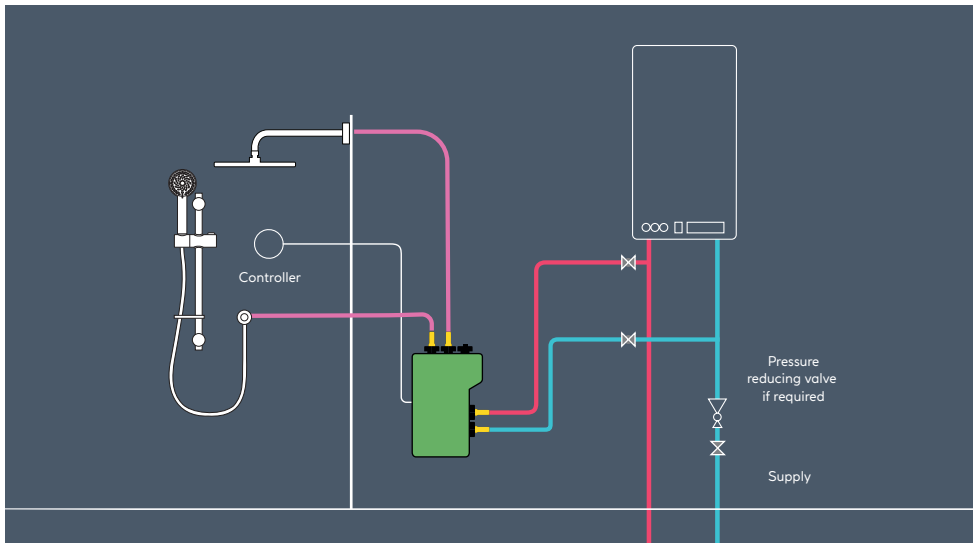 Controller
Pressure
reducing valve
if required
Supply